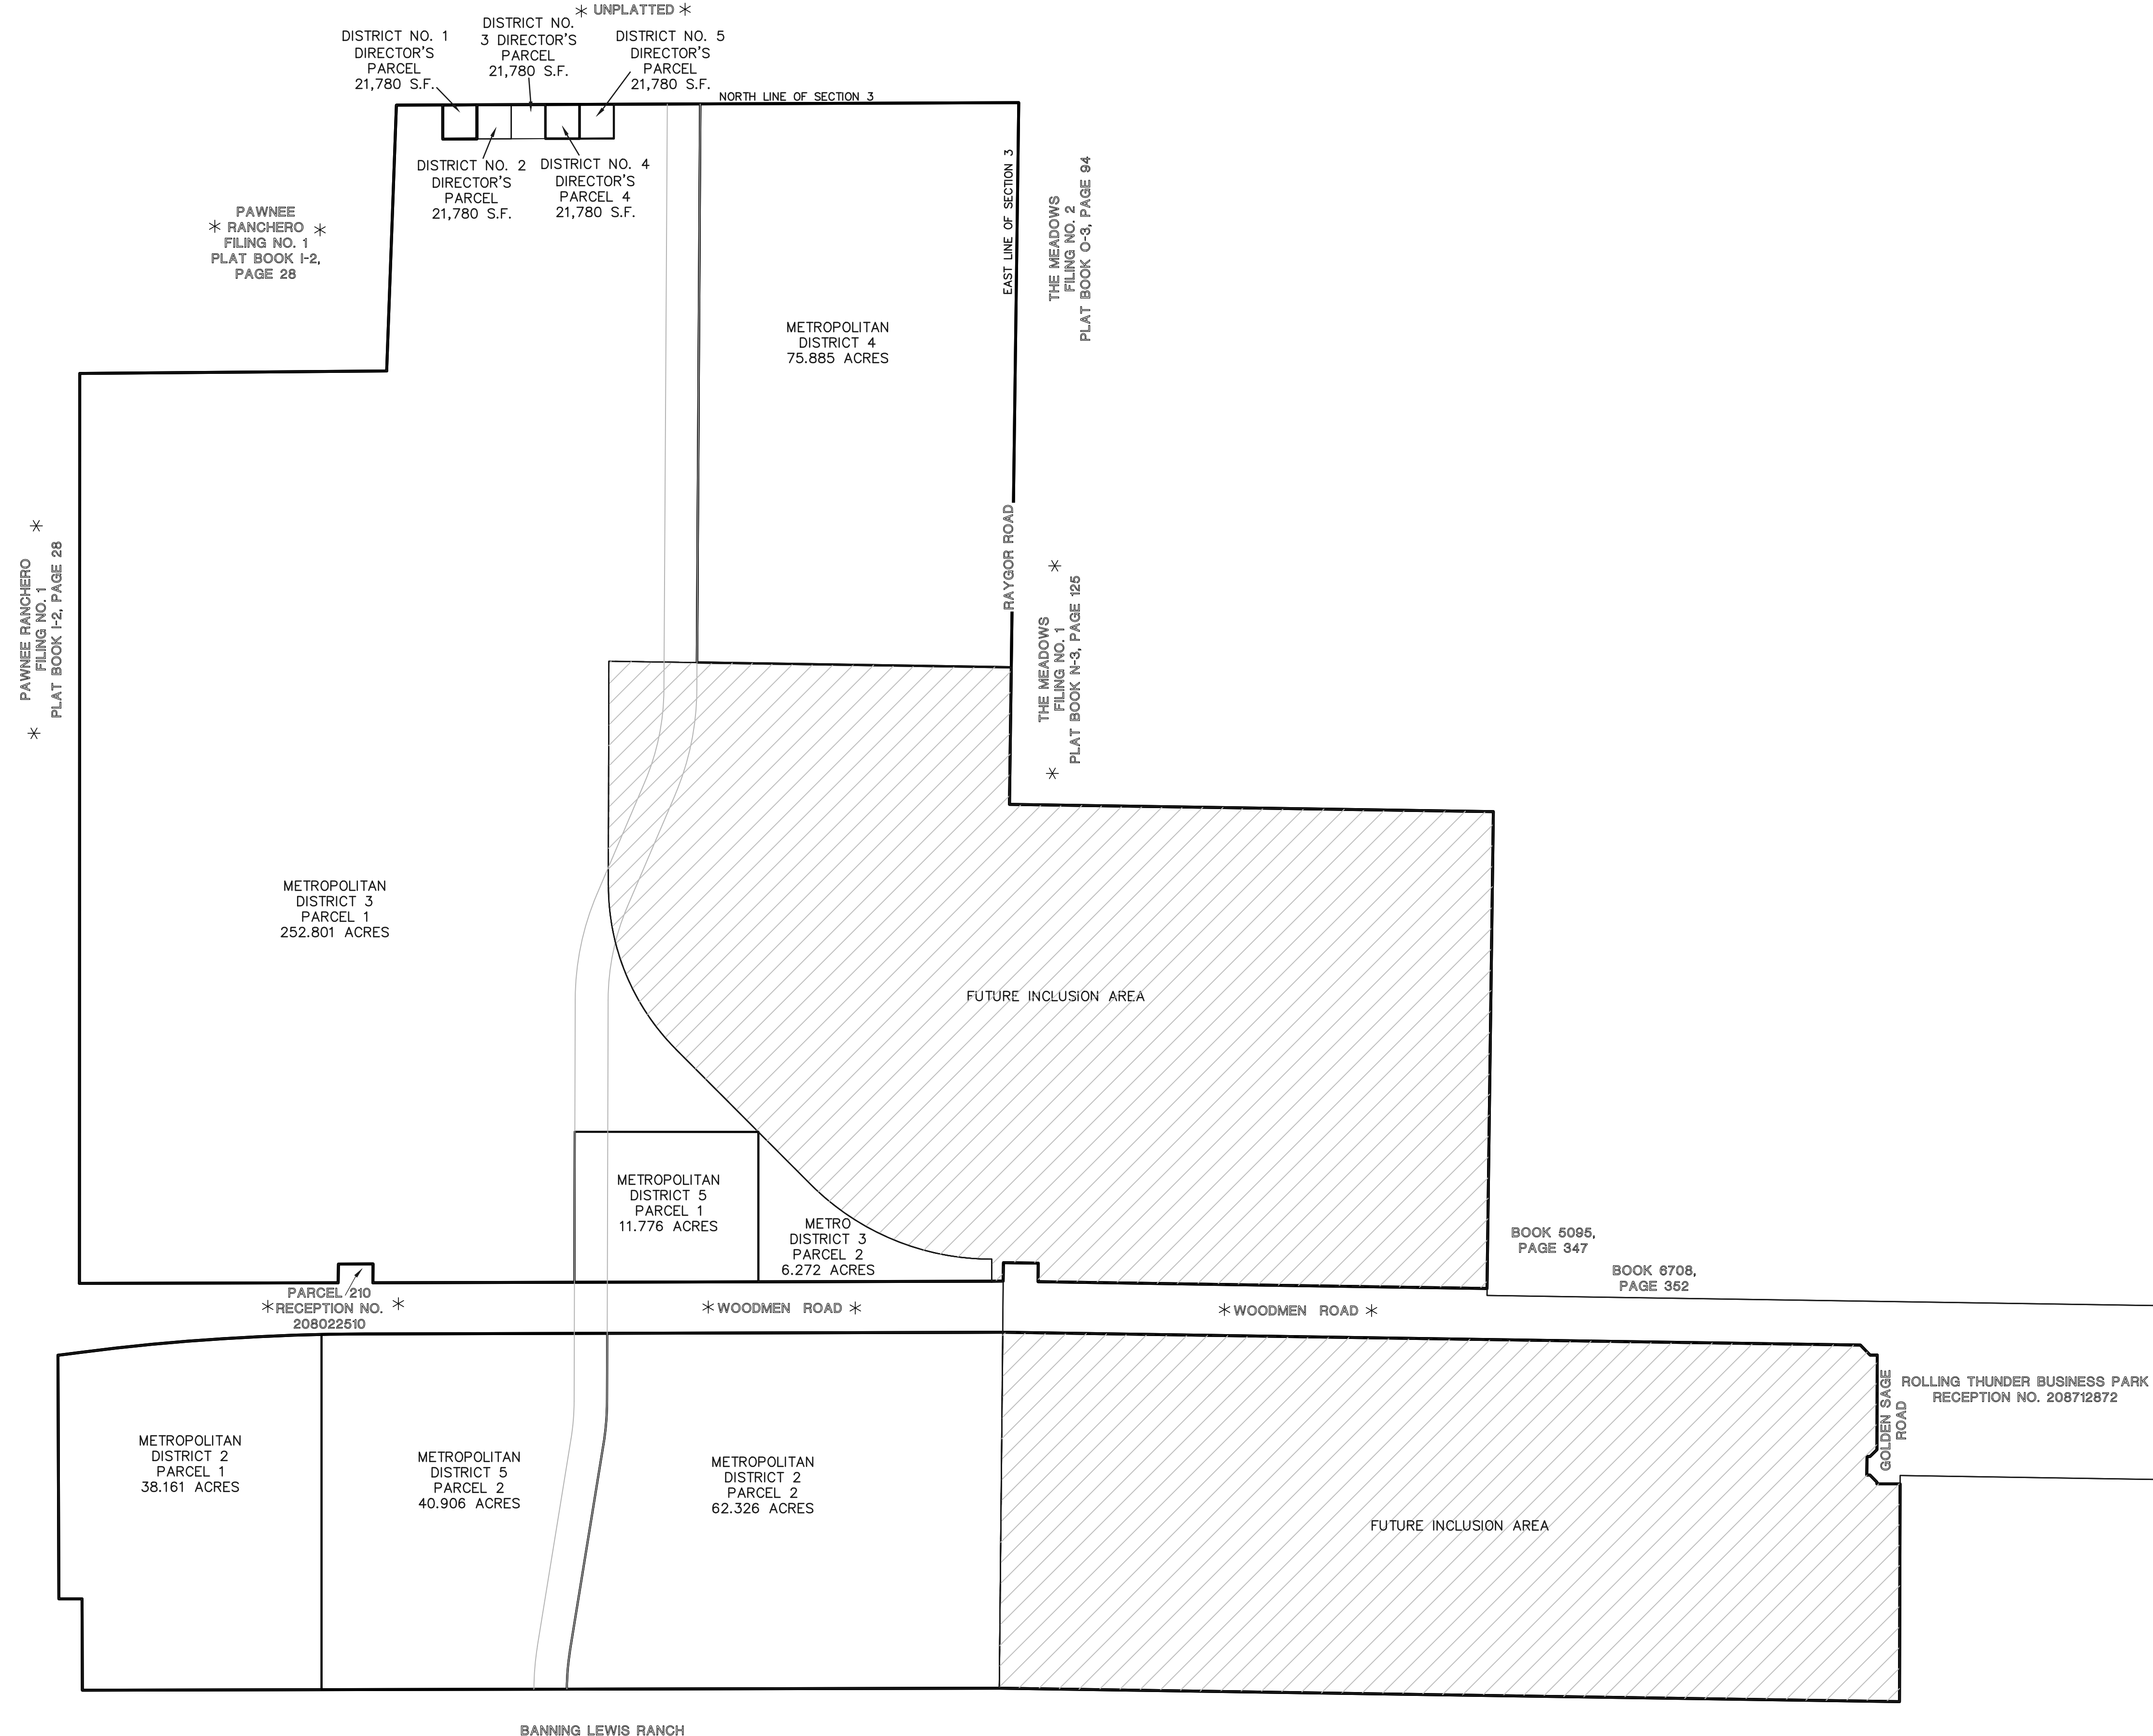 * UNPLATTED *
DISTRICT NO. 1
DIRECTOR'S
PARCEL
21,780 S.F.
DISTRICT NO.
3 DIRECTOR'S
PARCEL
21,780 S.F.
DISTRICT NO. 5
DIRECTOR'S
PARCEL
21,780 S.F.
NORTH LINE OF SECTION 3
DISTRICT NO. 2
DIRECTOR'S
PARCEL
21,780 S.F.
DISTRICT NO. 4
DIRECTOR'S
PARCEL 4
21,780 S.F.
PAWNEE
* RANCHERO *
FILING NO. 1
PLAT BOOK I-2,
PAGE 28
EAST LINE OF SECTION 3
THE MEADOWS
FILING NO. 2
PLAT BOOK O-3, PAGE 94
METROPOLITAN
DISTRICT 4
75.885 ACRES
RAYGOR ROAD
* PAWNEE RANCHERO *
FILING NO. 1
PLAT BOOK I-2, PAGE 28
* THE MEADOWS *
FILING NO. 1
PLAT BOOK N-3, PAGE 125
METROPOLITAN
DISTRICT 3
PARCEL 1
252.801 ACRES
FUTURE INCLUSION AREA
METROPOLITAN
DISTRICT 5
PARCEL 1
11.776 ACRES
METRO
DISTRICT 3
PARCEL 2
6.272 ACRES
BOOK 5095,
PAGE 347
BOOK 6708,
PAGE 352
PARCEL 210
* RECEPTION NO. *
208022510
* WOODMEN ROAD *
* WOODMEN ROAD *
GOLDEN SAGE
ROAD
ROLLING THUNDER BUSINESS PARK
RECEPTION NO. 208712872
METROPOLITAN
DISTRICT 2
PARCEL 1
38.161 ACRES
METROPOLITAN
DISTRICT 5
PARCEL 2
40.906 ACRES
METROPOLITAN
DISTRICT 2
PARCEL 2
62.326 ACRES
FUTURE INCLUSION AREA
BANNING LEWIS RANCH